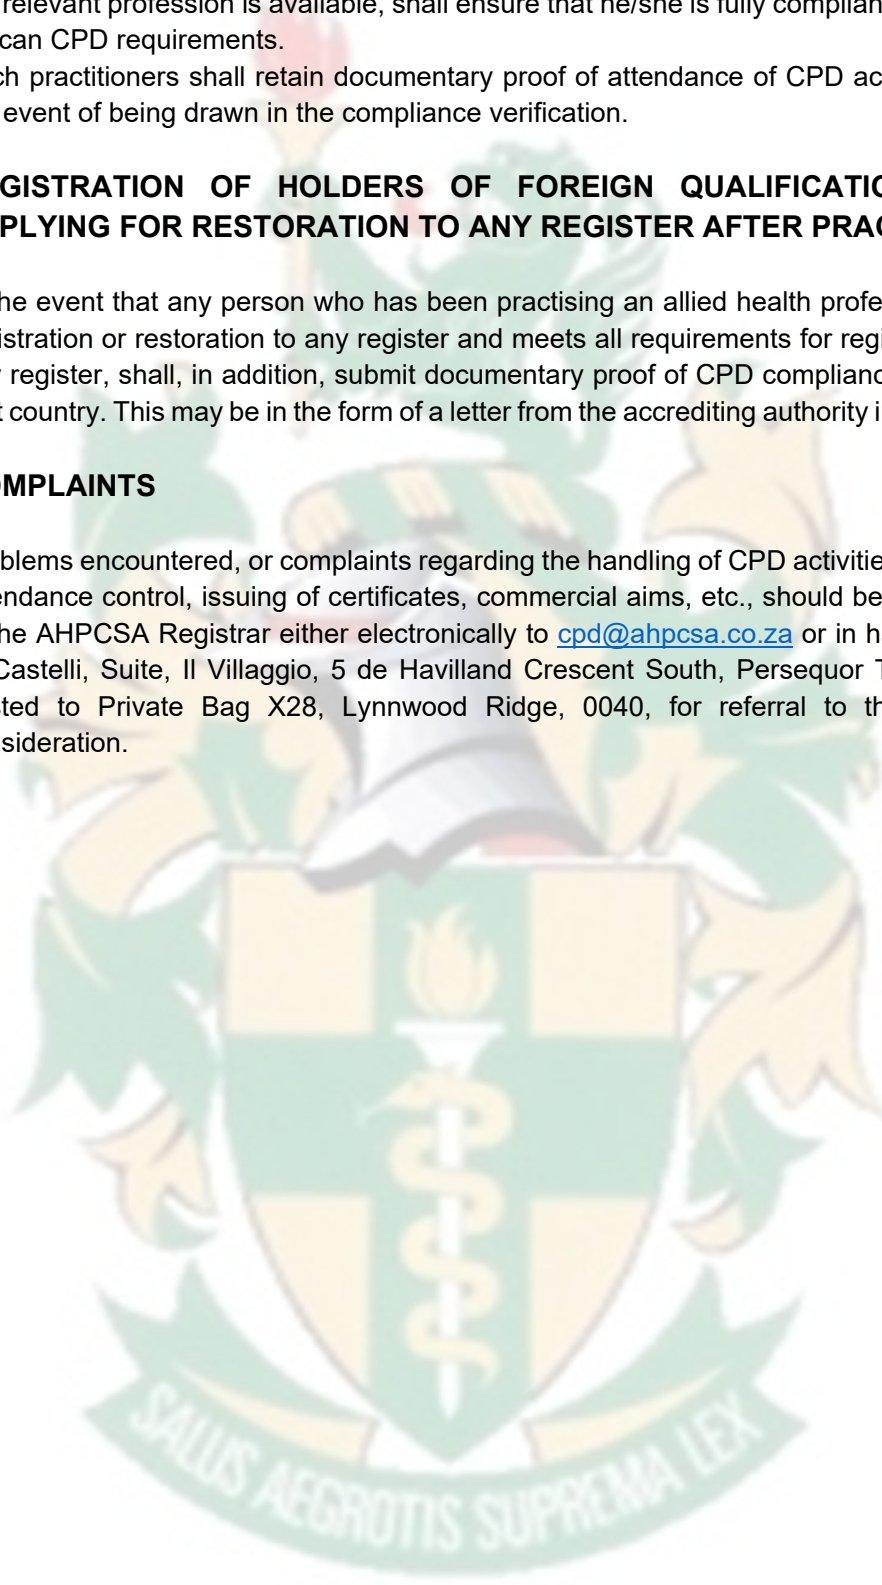 relevant profession is available, shall ensure that he/she is fully complian
can CPD requirements.
ch practitioners shall retain documentary proof of attendance of CPD ac
event of being drawn in the compliance verification.
GISTRATION OF HOLDERS OF FOREIGN QUALIFICATIO
PLYING FOR RESTORATION TO ANY REGISTER AFTER PRAC
he event that any person who has been practising an allied health profe
istration or restoration to any register and meets all requirements for regi
register, shall, in addition, submit documentary proof of CPD complianc
t country. This may be in the form of a letter from the accrediting authority i
OMPLAINTS
oblems encountered, or complaints regarding the handling of CPD activitie
endance control, issuing of certificates, commercial aims, etc., should be
he AHPCSA Registrar either electronically to cpd@ahpcsa.co.za or in ha
Castelli, Suite, Il Villaggio, 5 de Havilland Crescent South, Persequor T
sted to Private Bag X28, Lynnwood Ridge, 0040, for referral to th
sideration.
SALUS AEGROTIS SUPREMA LEX